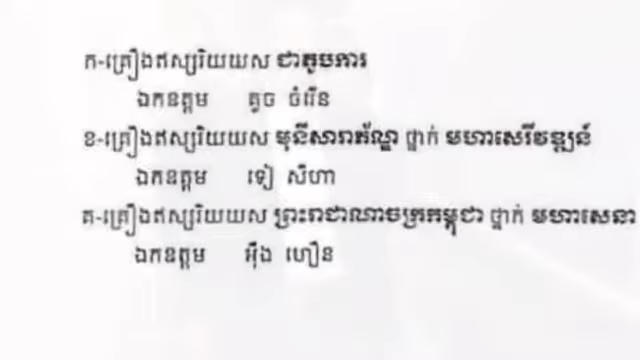 ក-គ្រឿងឥស្សរិយយស ជាតូបការ
ឯកឧត្តម គូច ចំរើន
ខ-គ្រឿងឥស្សរិយយស មុនីសារាភ័ណ្ឌ ថ្នាក់ មហាសេរីវឌ្ឍន៍
ឯកឧត្តម ទៀ សីហា
គ-គ្រឿងឥស្សរិយយស ព្រះរាជាណាចក្រកម្ពុជា ថ្នាក់ មហាសេនា
ឯកឧត្តម អ៊ឹង ហឿន